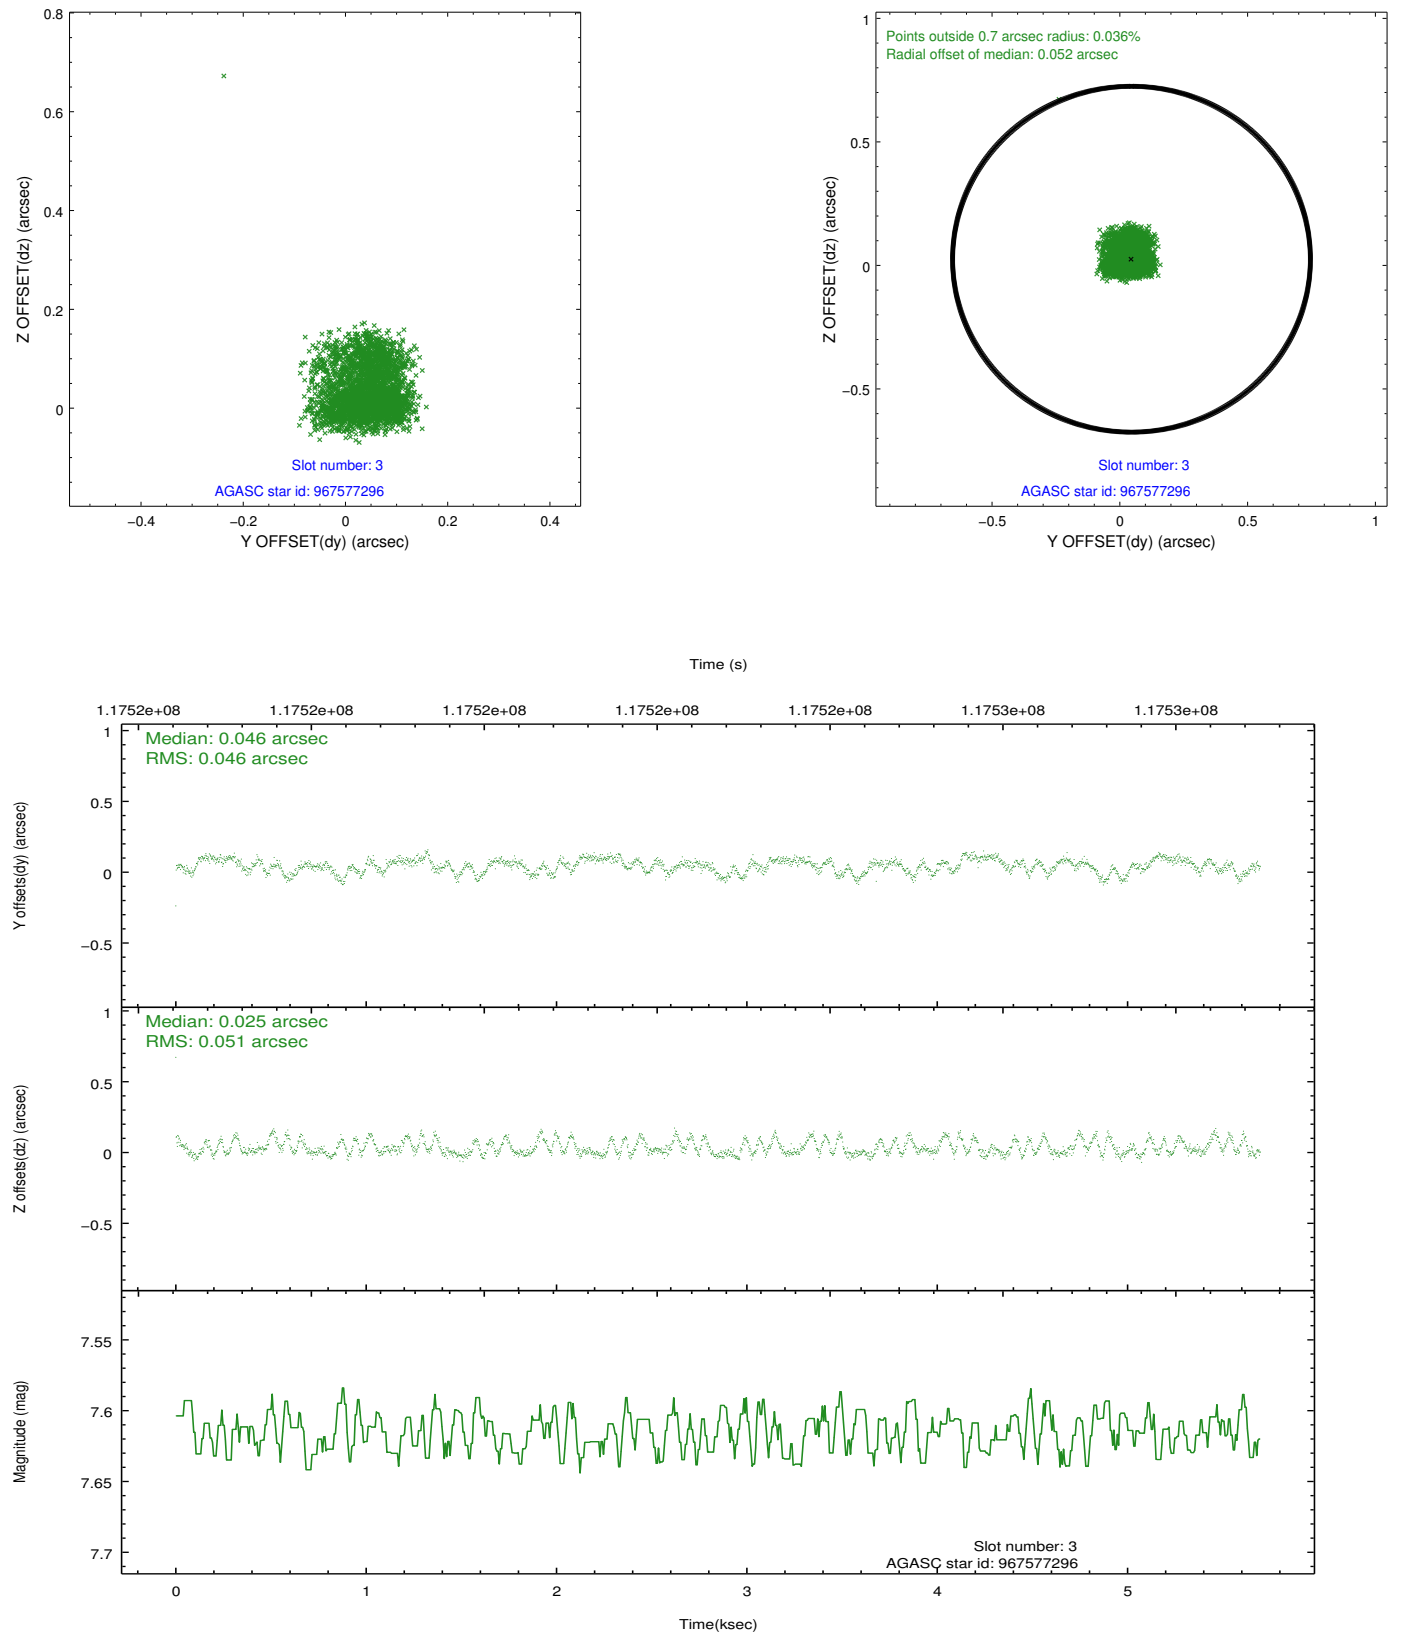 0.8
0.6
0.4
0.2
0
−0.4 −0.2 0 0.2 0.4
Z OFFSET(dz) (arcsec)
Y OFFSET(dy) (arcsec)
Slot number: 3
AGASC star id: 967577296
Points outside 0.7 arcsec radius: 0.036%
Radial offset of median: 0.052 arcsec
1
0.5
0
−0.5
−0.5 0 0.5 1
Z OFFSET(dz) (arcsec)
Y OFFSET(dy) (arcsec)
Slot number: 3
AGASC star id: 967577296
Time (s)
1.1752e+08 1.1752e+08 1.1752e+08 1.1752e+08 1.1752e+08 1.1753e+08 1.1753e+08
Median: 0.046 arcsec
RMS: 0.046 arcsec
1
0.5
0
−0.5
Y offsets(dy) (arcsec)
Median: 0.025 arcsec
RMS: 0.051 arcsec
1
0.5
0
−0.5
Z offsets(dz) (arcsec)
7.55
7.6
7.65
7.7
Magnitude (mag)
Slot number: 3
AGASC star id: 967577296
0 1 2 3 4 5
Time(ksec)